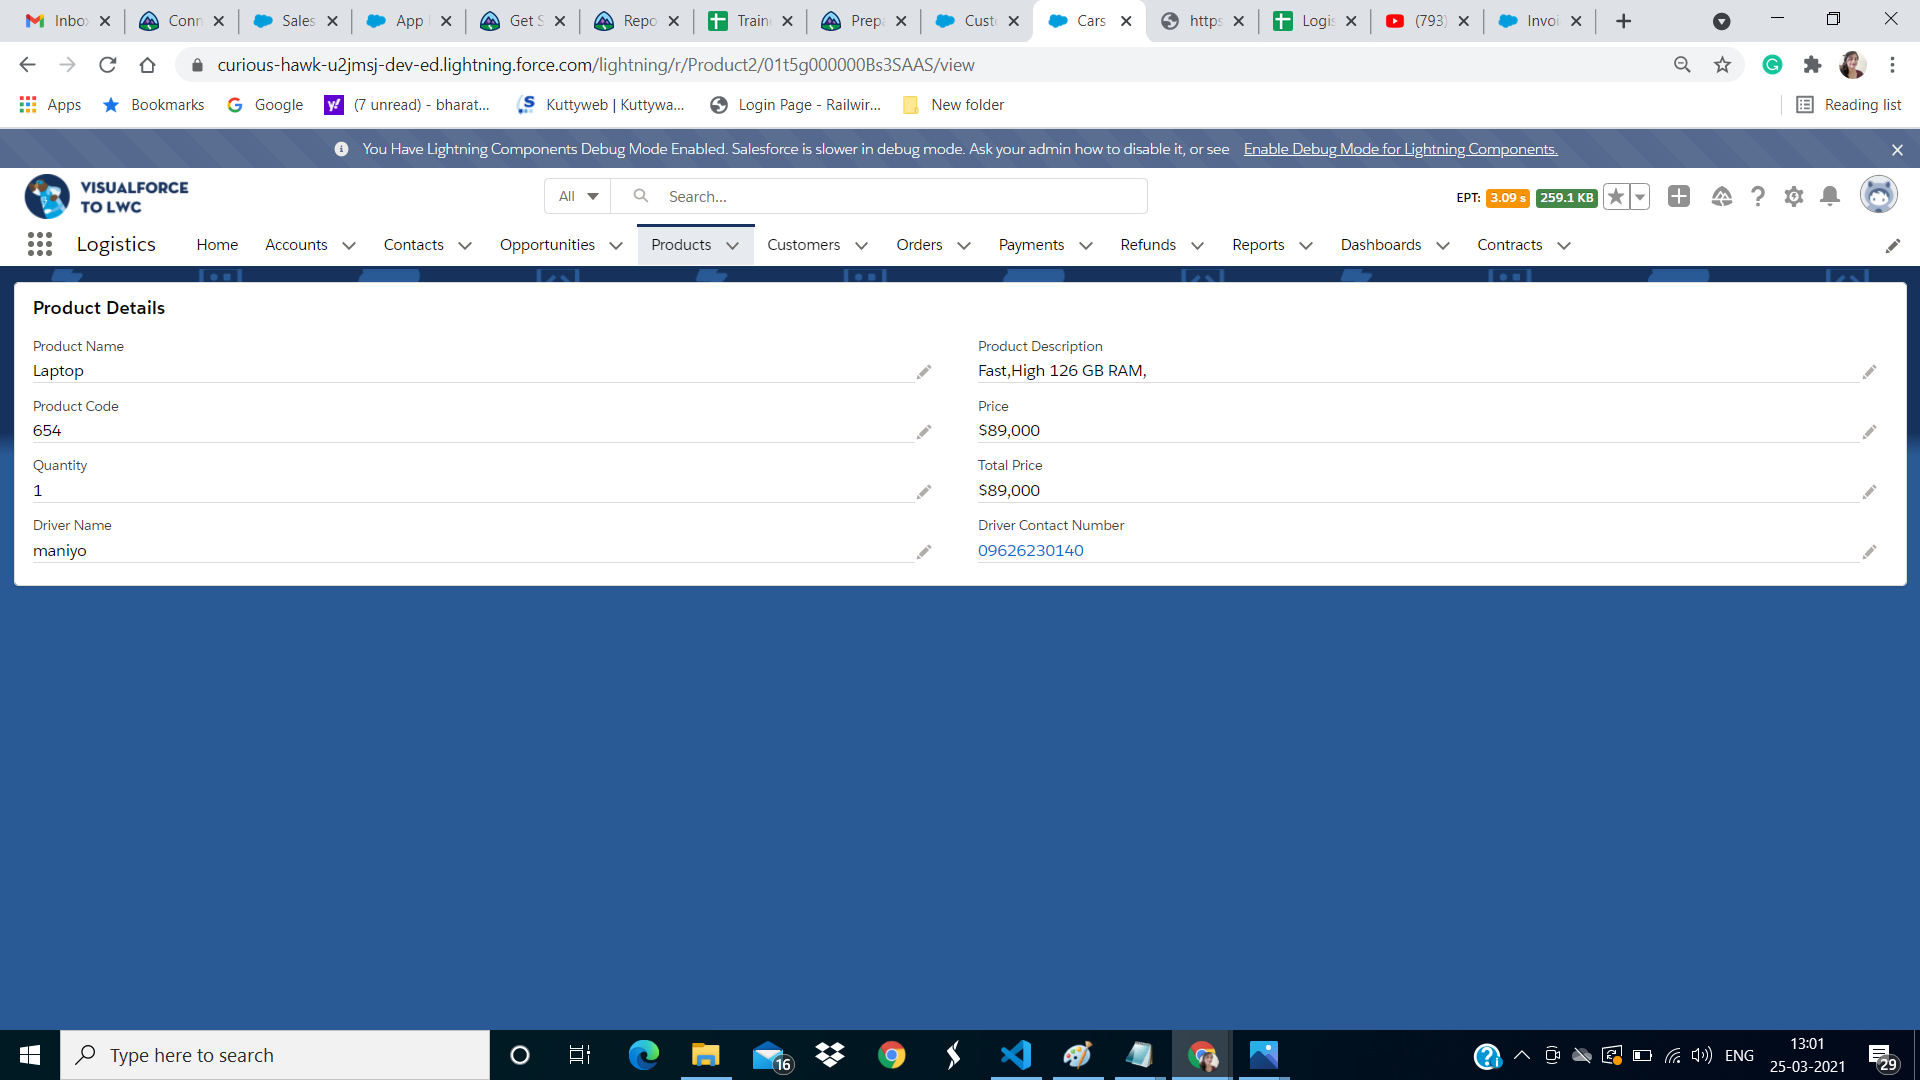 Inbox Conn Sales App Get S Repo Traine Prepa Custo Cars https Logis (793) Invoi
curious-hawk-u2jmsj-dev-ed.lightning.force.com/lightning/r/Product2/01t5g000000Bs3SAAS/view
Apps Bookmarks Google (7 unread) - bharat... Kuttyweb | Kuttywa... Login Page - Railwir... New folder Reading list
You Have Lightning Components Debug Mode Enabled. Salesforce is slower in debug mode. Ask your admin how to disable it, or see Enable Debug Mode for Lightning Components.
VISUALFORCE
TO LWC
All Search...
EPT: 3.09 s 259.1 KB
Logistics Home Accounts Contacts Opportunities Products Customers Orders Payments Refunds Reports Dashboards Contracts
Product Details
Product Name
Laptop
Product Description
Fast,High 126 GB RAM,
Product Code
654
Price
$89,000
Quantity
1
Total Price
$89,000
Driver Name
maniyo
Driver Contact Number
09626230140
Type here to search
16
ENG
13:01
25-03-2021
29